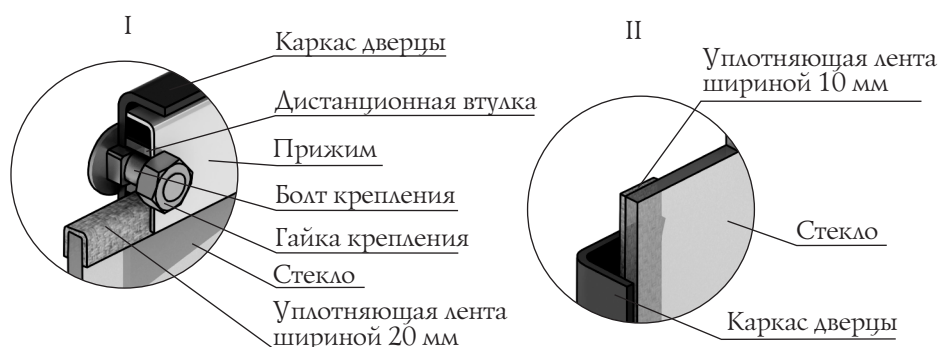 I
Каркас дверцы
Дистанционная втулка
Прижим
Болт крепления
Гайка крепления
Стекло
Уплотняющая лента
шириной 20 мм
II
Уплотняющая лента
шириной 10 мм
Стекло
Каркас дверцы